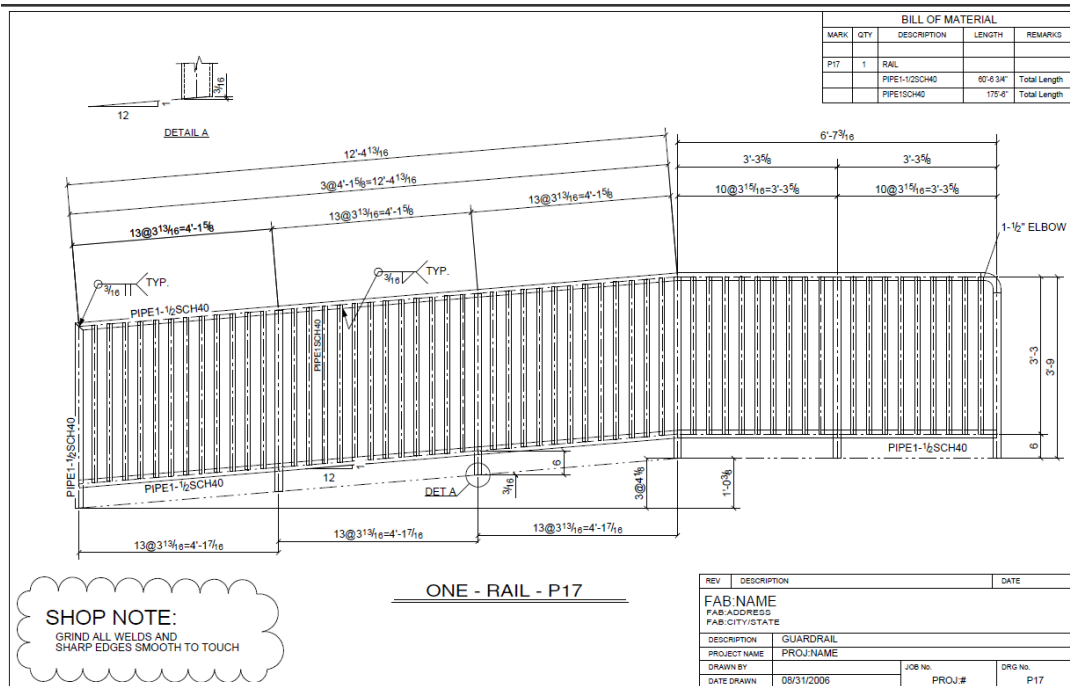 BILL OF MATERIAL
MARK QTY DESCRIPTION LENGTH REMARKS
P17 1 RAIL
PIPE1-1/2SCH40 60'-6 3/4" Total Length
PIPE1SCH40 175'-6" Total Length
3/16
1
12
DETAIL A
6'-7 3/16
12'-4 13/16
3'-3 5/8 3'-3 5/8
3@4'-1 5/8=12'-4 13/16
10@3 15/16=3'-3 5/8 10@3 15/16=3'-3 5/8
13@3 13/16=4'-1 5/8
13@3 13/16=4'-1 5/8
13@3 13/16=4'-1 5/8
1-1/2" ELBOW
3/16 TYP.
3/16 TYP.
PIPE1-1/2SCH40
PIPE1SCH40
3'-3
3'-9
PIPE1-1/2SCH40
PIPE1-1/2SCH40
6
PIPE1-1/2SCH40
12
1
DET A
3/16
6
3@4 1/8
1'-0 3/8
13@3 13/16=4'-1 7/16
13@3 13/16=4'-1 7/16
13@3 13/16=4'-1 7/16
ONE - RAIL - P17
SHOP NOTE:
GRIND ALL WELDS AND
SHARP EDGES SMOOTH TO TOUCH
REV DESCRIPTION DATE
FAB:NAME
FAB:ADDRESS
FAB:CITY/STATE
DESCRIPTION GUARDRAIL
PROJECT NAME PROJ:NAME
DRAWN BY JOB No. DRG No.
DATE DRAWN 08/31/2006 PROJ:# P17